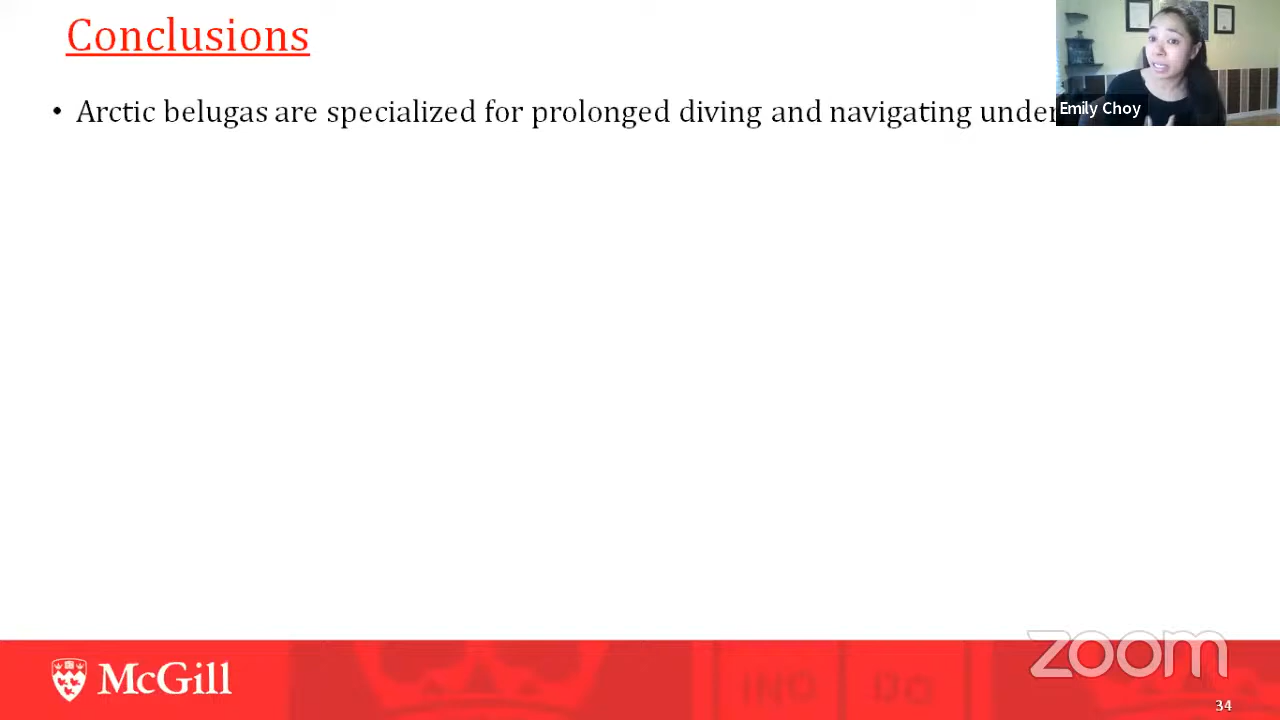 Conclusions
• Arctic belugas are specialized for prolonged diving and navigating under
Emily Choy
McGill
zoom
34